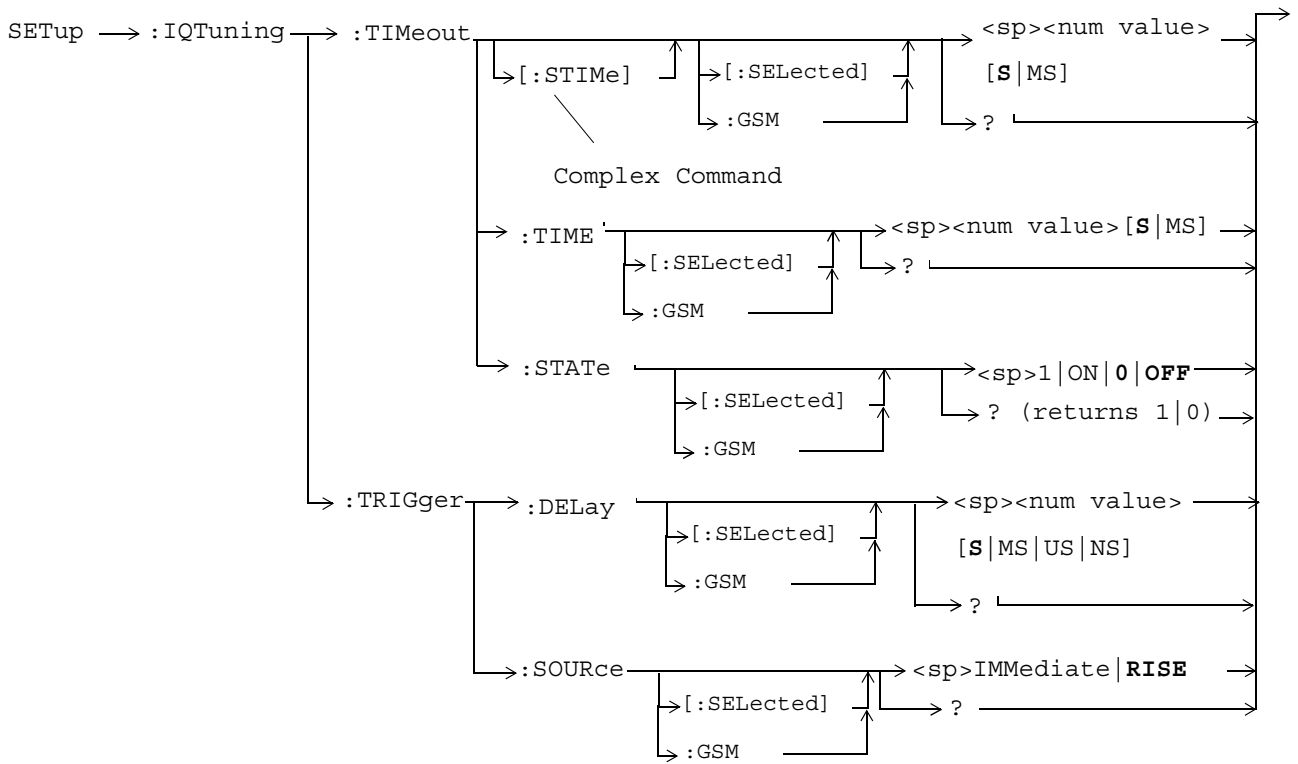 SETup :IQTuning :TIMeout <sp><num value>
[:STIMe] [:SELected] [S|MS]
:GSM ?
Complex Command
:TIME <sp><num value>[S|MS]
[:SELected] ?
:GSM
:STATe <sp>1|ON|0|OFF
[:SELected] ? (returns 1|0)
:GSM
:TRIGger :DELay <sp><num value>
[:SELected] [S|MS|US|NS]
:GSM
?
:SOURce <sp>IMMediate|RISE
[:SELected] ?
:GSM